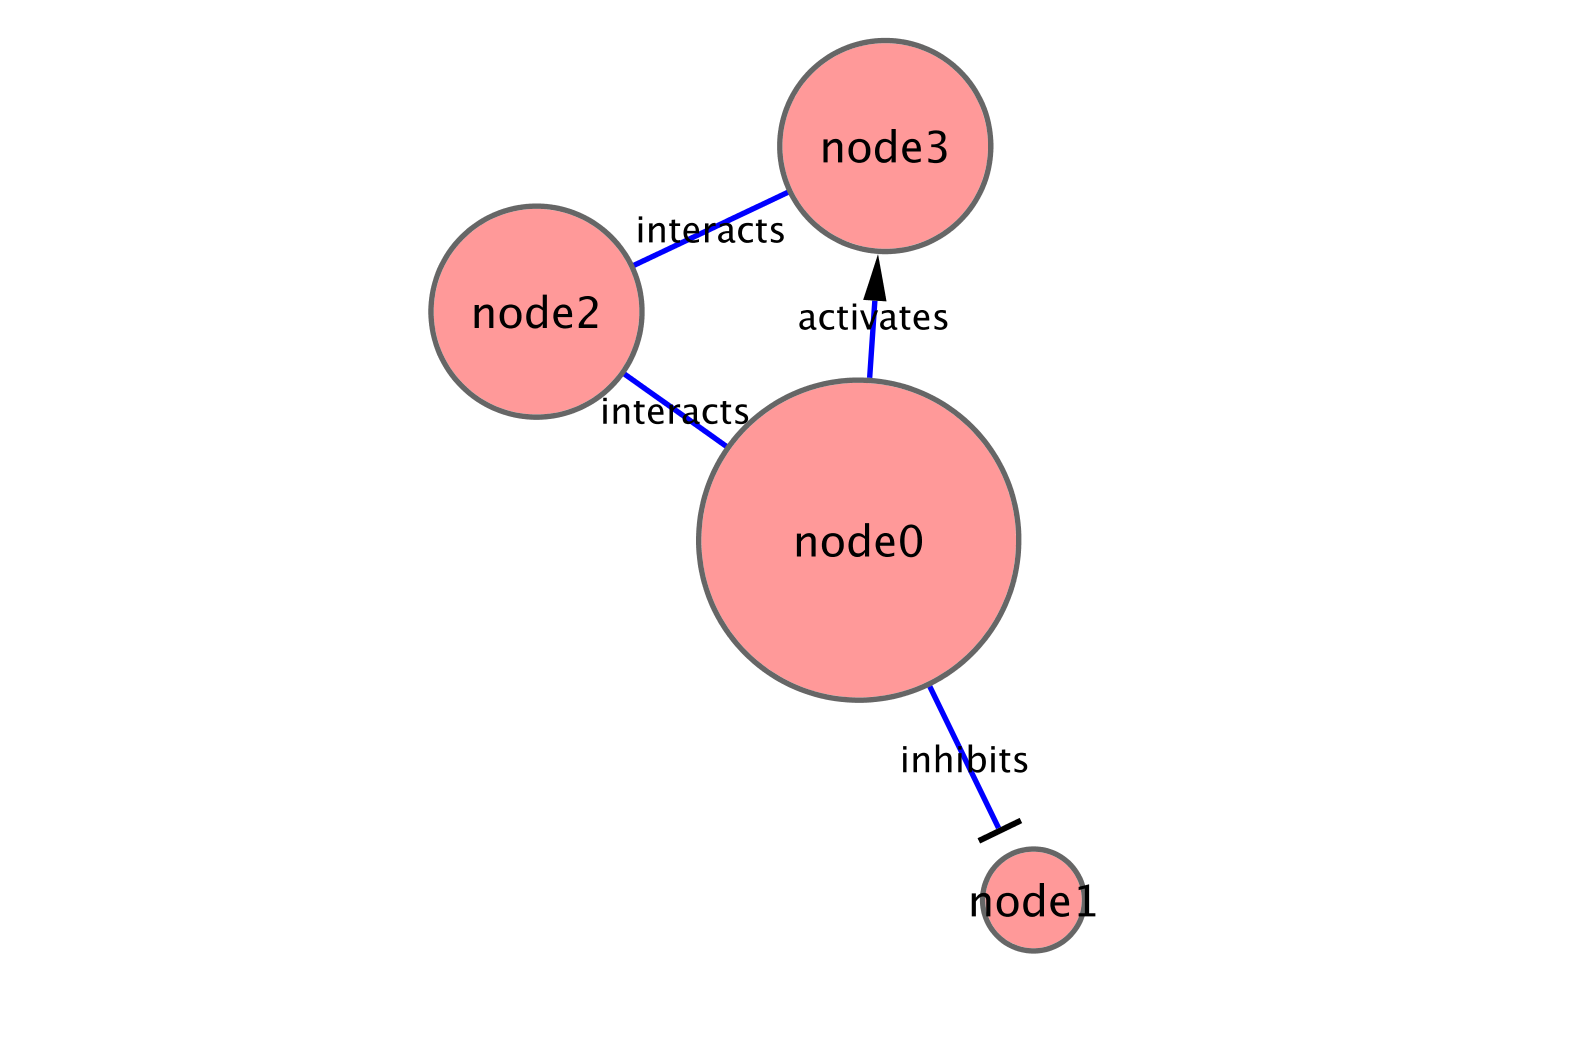 node3
interacts
node2
activates
interacts
node0
inhibits
node1